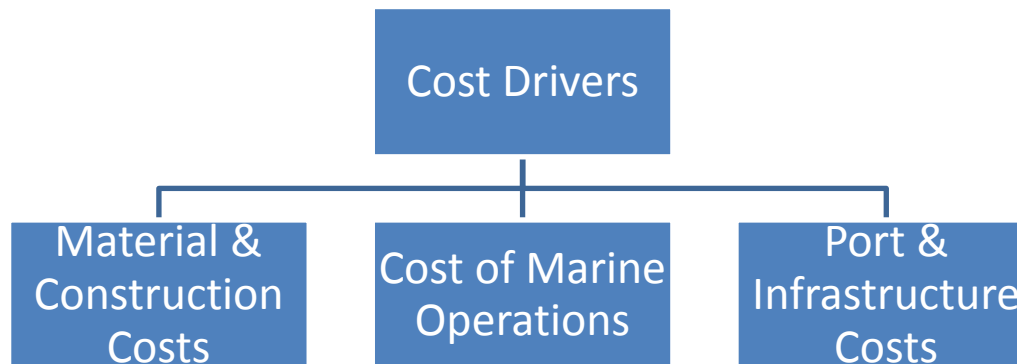 Cost Drivers
Material &
Construction
Costs
Cost of Marine
Operations
Port &
Infrastructure
Costs